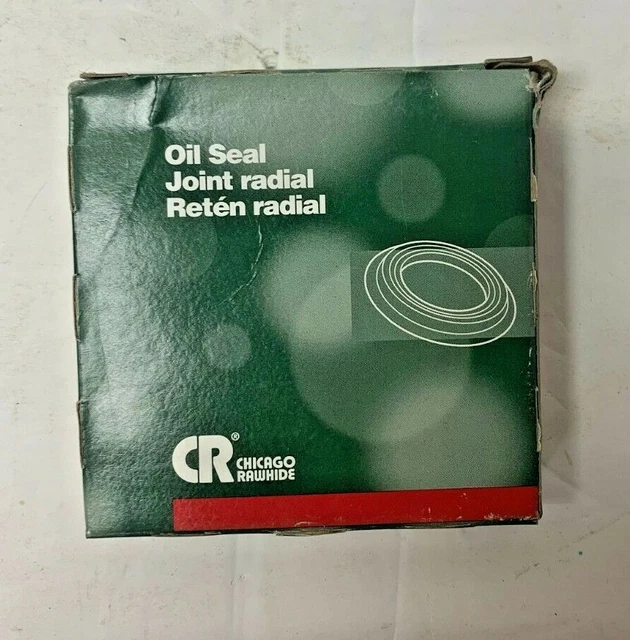 Oil Seal
Joint radial
Retén radial
CR®
CHICAGO
RAWHIDE